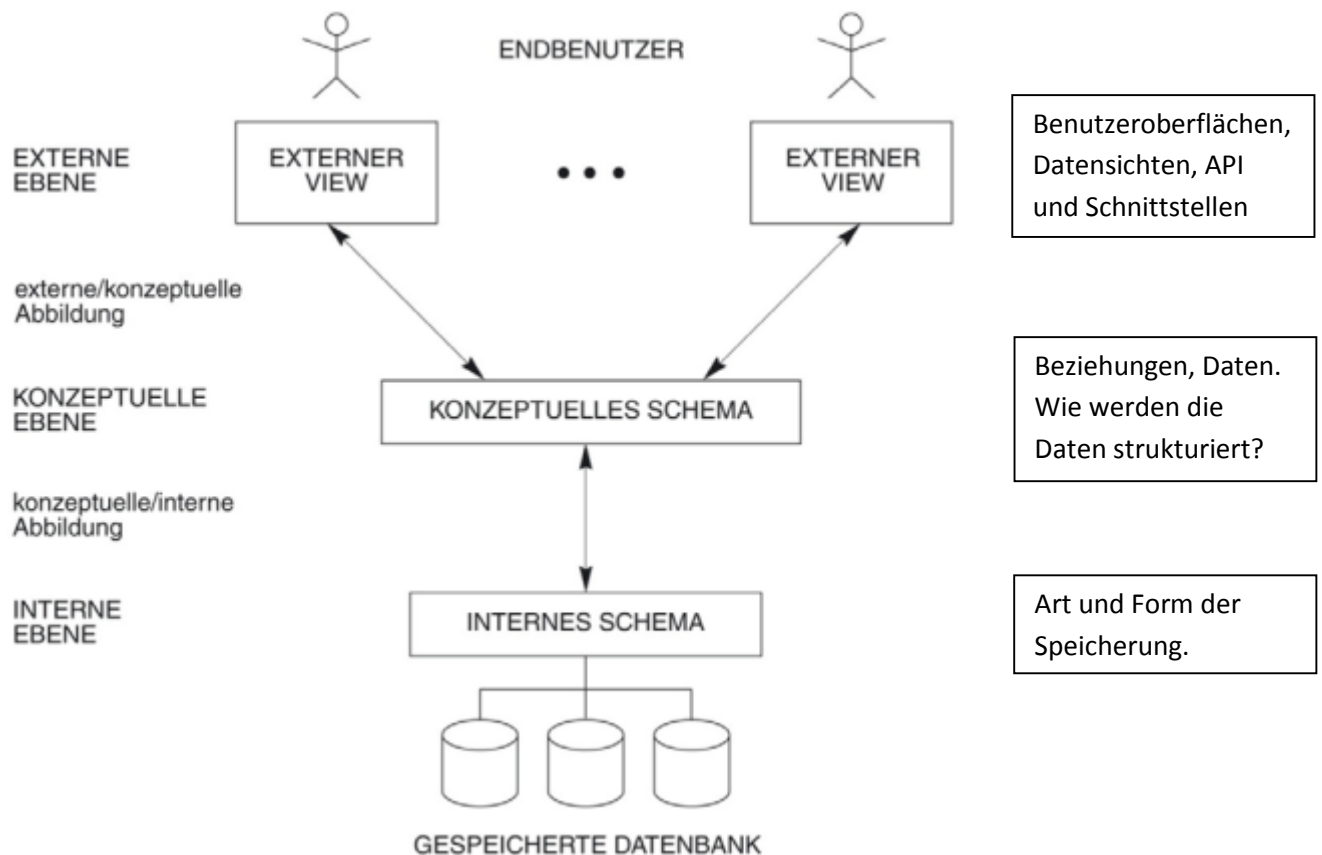 ENDBENUTZER
EXTERNE
EBENE
EXTERNER
VIEW
• • •
EXTERNER
VIEW
Benutzeroberflächen,
Datensichten, API
und Schnittstellen
externe/konzeptuelle
Abbildung
KONZEPTUELLE
EBENE
KONZEPTUELLES SCHEMA
Beziehungen, Daten.
Wie werden die
Daten strukturiert?
konzeptuelle/interne
Abbildung
INTERNE
EBENE
INTERNES SCHEMA
Art und Form der
Speicherung.
GESPEICHERTE DATENBANK